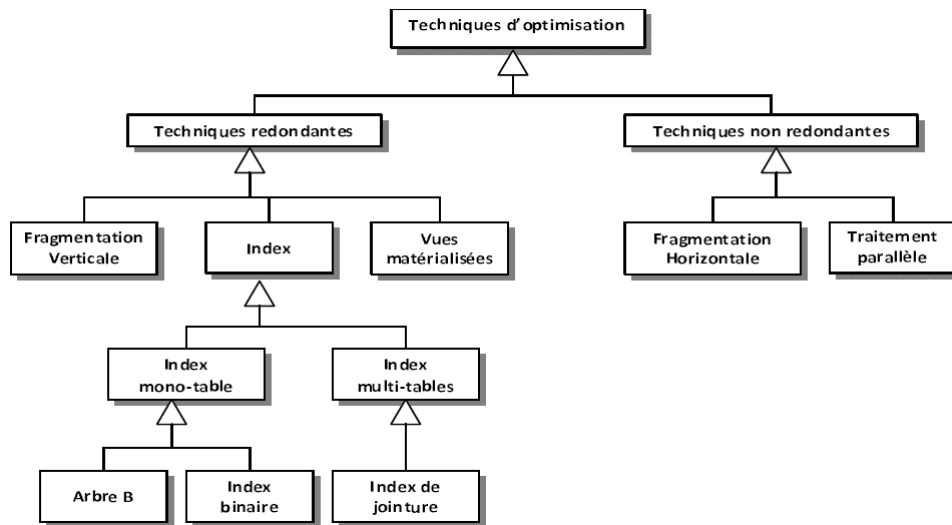 Techniques d'optimisation
Techniques redondantes
Techniques non redondantes
Fragmentation
Verticale
Index
Vues
matérialisées
Fragmentation
Horizontale
Traitement
parallèle
Index
mono-table
Index
multi-tables
Arbre B
Index
binaire
Index de
jointure